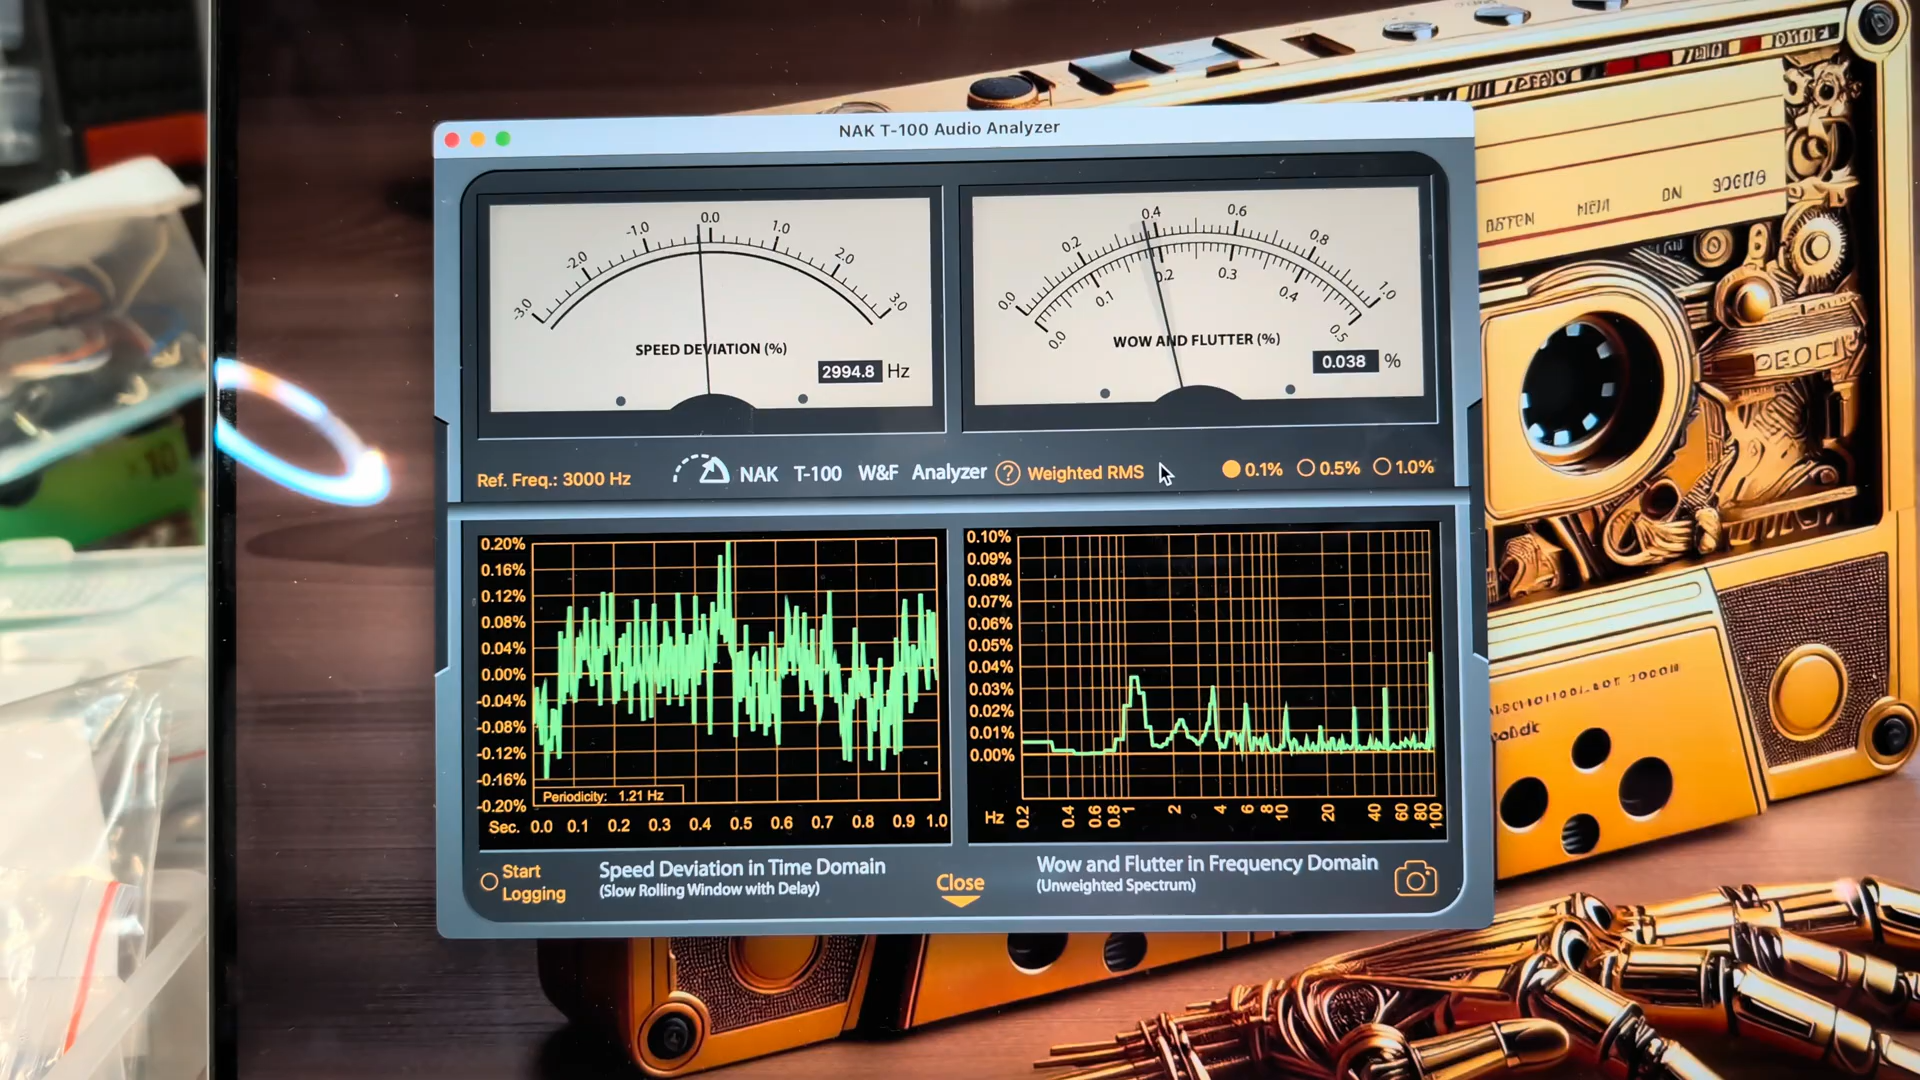 NAK T-100 Audio Analyzer
-3.0 -2.0 -1.0 0.0 1.0 2.0 3.0
SPEED DEVIATION (%)
2994.8 Hz
0.0 0.2 0.4 0.6 0.8 1.0
0.0 0.1 0.2 0.3 0.4 0.5
WOW AND FLUTTER (%)
0.038 %
Ref. Freq.: 3000 Hz
NAK T-100 W&F Analyzer
? Weighted RMS
0.1% 0.5% 1.0%
0.20%
0.16%
0.12%
0.08%
0.04%
0.00%
-0.04%
-0.08%
-0.12%
-0.16%
-0.20%
Periodicity: 1.21 Hz
Sec. 0.0 0.1 0.2 0.3 0.4 0.5 0.6 0.7 0.8 0.9 1.0
0.10%
0.09%
0.08%
0.07%
0.06%
0.05%
0.04%
0.03%
0.02%
0.01%
0.00%
Hz 0.2 0.4 0.6 0.8 1 2 4 6 8 10 20 40 60 80 100
Start
Logging
Speed Deviation in Time Domain
(Slow Rolling Window with Delay)
Close
Wow and Flutter in Frequency Domain
(Unweighted Spectrum)